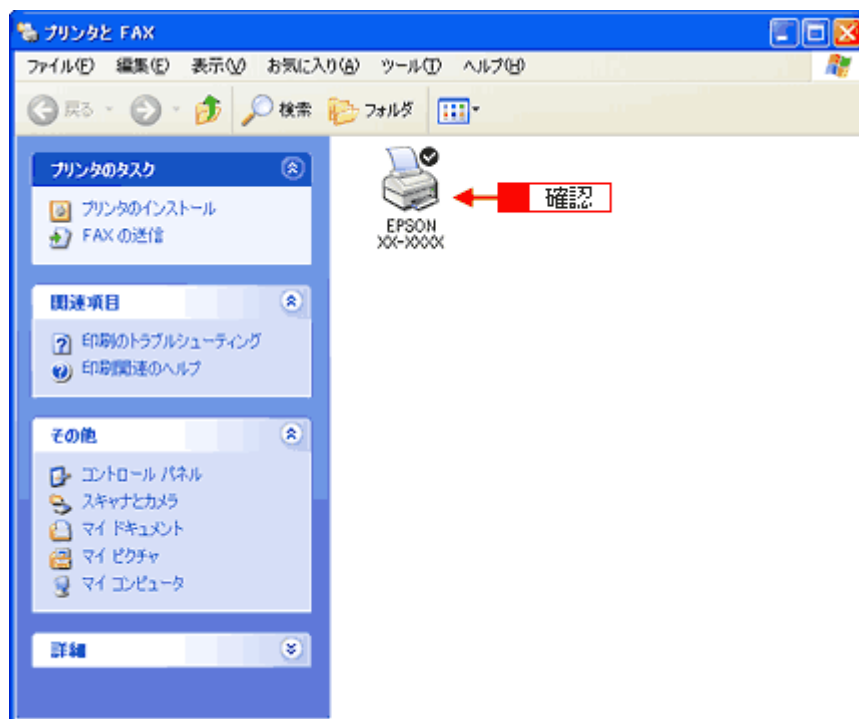 プリンタと FAX
ファイル(F) 編集(E) 表示(V) お気に入り(A) ツール(T) ヘルプ(H)
戻る 検索 フォルダ
プリンタのタスク
プリンタのインストール
FAX の送信
関連項目
印刷のトラブルシューティング
印刷関連のヘルプ
その他
コントロール パネル
スキャナとカメラ
マイ ドキュメント
マイ ピクチャ
マイ コンピュータ
詳細
EPSON
XX-XXXX
確認